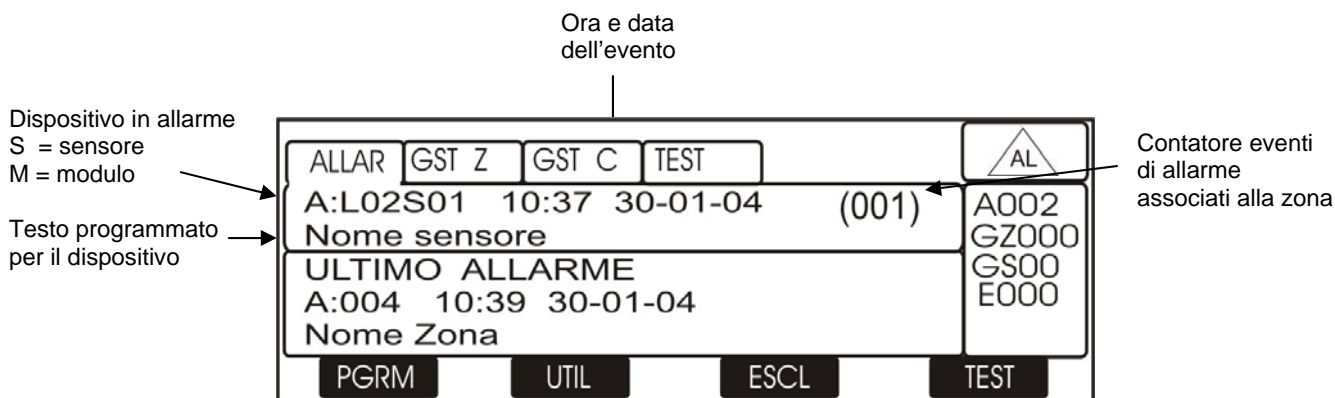 Ora e data
dell'evento
Dispositivo in allarme
S = sensore
M = modulo
Testo programmato
per il dispositivo
Contatore eventi
di allarme
associati alla zona
ALLAR GST Z GST C TEST
AL
A:L02S01 10:37 30-01-04 (001)
Nome sensore
ULTIMO ALLARME
A:004 10:39 30-01-04
Nome Zona
A002
GZ000
GS00
E000
PGRM UTIL ESCL TEST